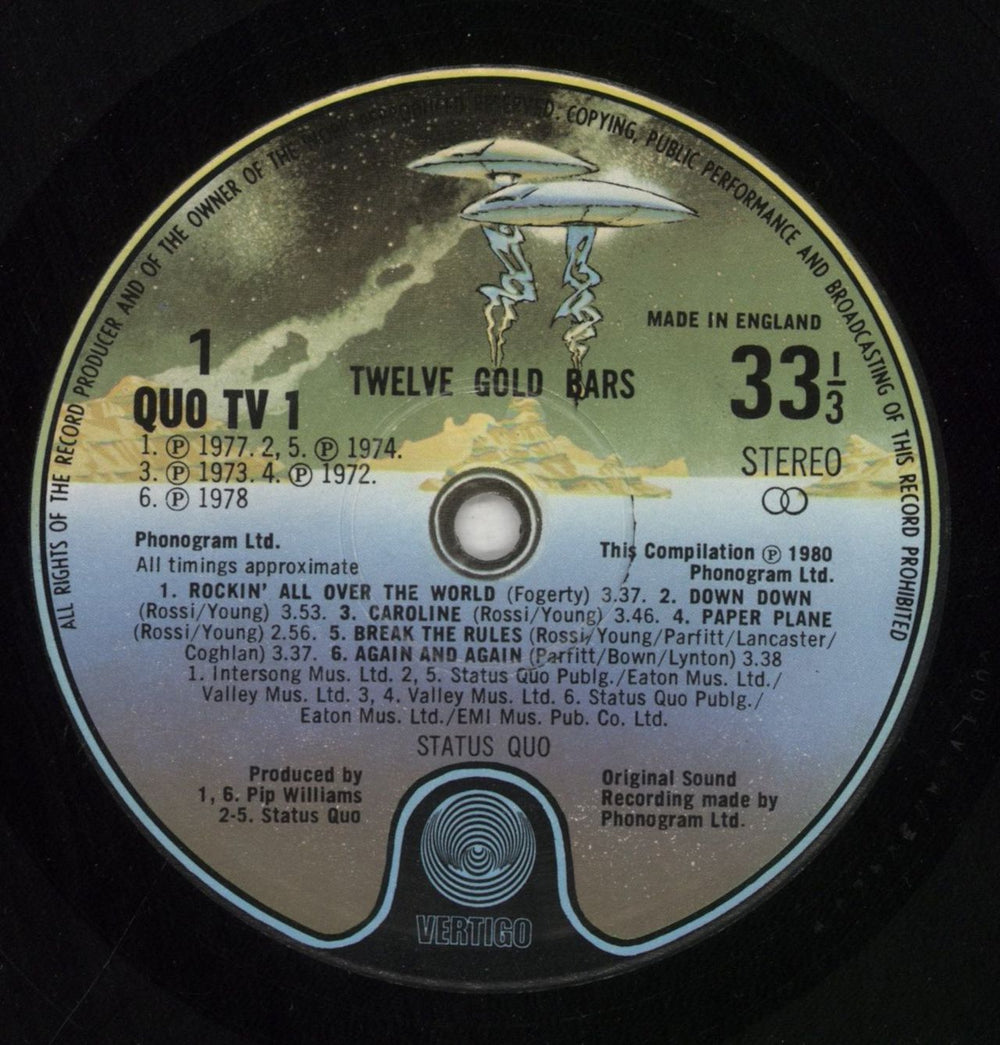 ALL RIGHTS OF THE RECORD PRODUCER AND OF THE OWNER OF THE WORK REPRODUCED RESERVED. COPYING, PUBLIC PERFORMANCE AND BROADCASTING OF THIS RECORD PROHIBITED
MADE IN ENGLAND
1
QUO TV 1
TWELVE GOLD BARS
33 1/3
1. Ⓟ 1977. 2, 5. Ⓟ 1974.
3. Ⓟ 1973. 4. Ⓟ 1972.
6. Ⓟ 1978
STEREO
Phonogram Ltd.
All timings approximate
This Compilation Ⓟ 1980
Phonogram Ltd.
1. ROCKIN' ALL OVER THE WORLD (Fogerty) 3.37. 2. DOWN DOWN
(Rossi/Young) 3.53. 3. CAROLINE (Rossi/Young) 3.46. 4. PAPER PLANE
(Rossi/Young) 2.56. 5. BREAK THE RULES (Rossi/Young/Parfitt/Lancaster/
Coghlan) 3.37. 6. AGAIN AND AGAIN (Parfitt/Bown/Lynton) 3.38
1. Intersong Mus. Ltd. 2, 5. Status Quo Publg./Eaton Mus. Ltd./
Valley Mus. Ltd. 3, 4. Valley Mus. Ltd. 6. Status Quo Publg./
Eaton Mus. Ltd./EMI Mus. Pub. Co. Ltd.
STATUS QUO
Produced by
1, 6. Pip Williams
2-5. Status Quo
Original Sound
Recording made by
Phonogram Ltd.
VERTIGO